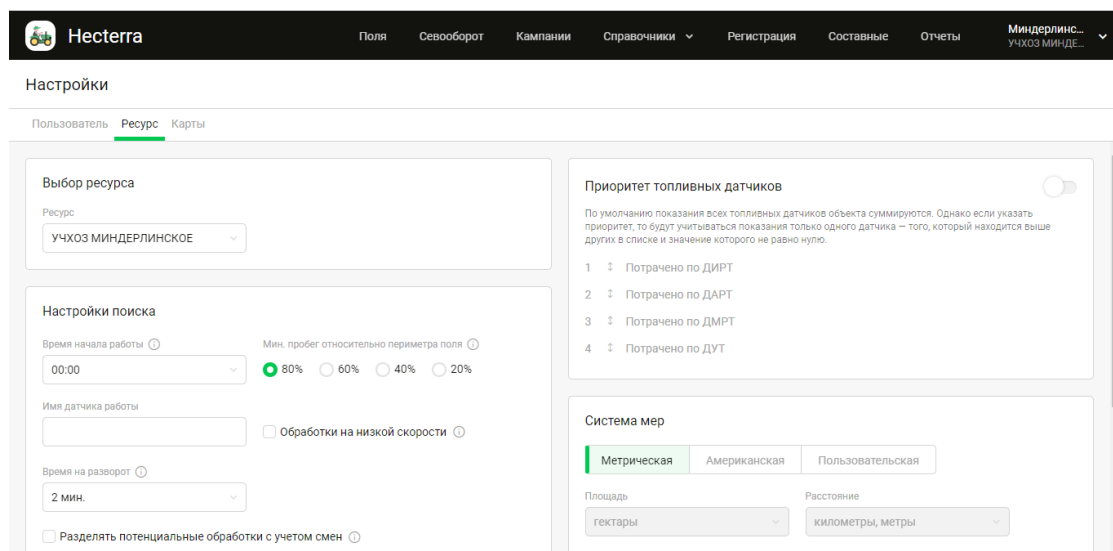 Hecterra
Поля
Севооборот
Кампании
Справочники
Регистрация
Составные
Отчеты
Миндерлинс...
УЧХОЗ МИНДЕ...
Настройки
Пользователь
Ресурс
Карты
Выбор ресурса
Ресурс
УЧХОЗ МИНДЕРЛИНСКОЕ
Настройки поиска
Время начала работы
00:00
Мин. пробег относительно периметра поля
80%
60%
40%
20%
Имя датчика работы
Обработки на низкой скорости
Время на разворот
2 мин.
Разделять потенциальные обработки с учетом смен
Приоритет топливных датчиков
По умолчанию показания всех топливных датчиков объекта суммируются. Однако если указать
приоритет, то будут учитываться показания только одного датчика — того, который находится выше
других в списке и значение которого не равно нулю.
1 Потрачено по ДИРТ
2 Потрачено по ДАРТ
3 Потрачено по ДМРТ
4 Потрачено по ДУТ
Система мер
Метрическая
Американская
Пользовательская
Площадь
гектары
Расстояние
километры, метры